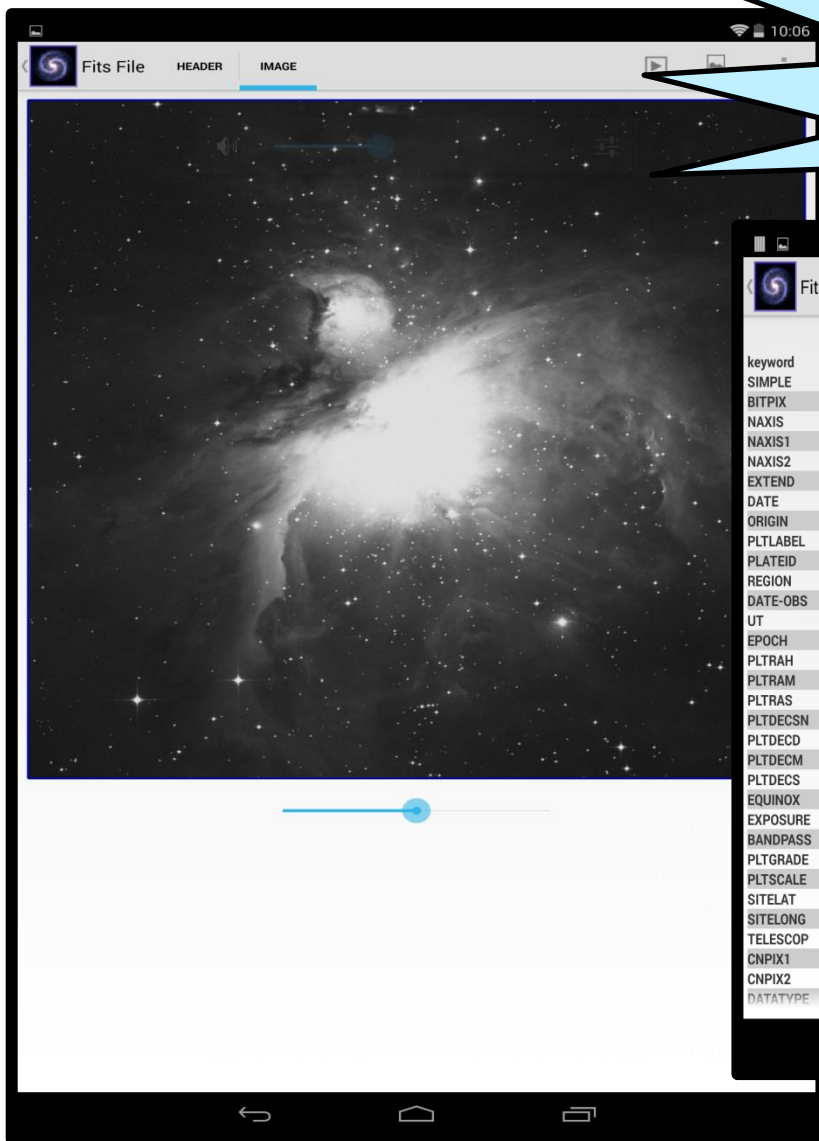 10:06
Fits File HEADER IMAGE
Fit
keyword
SIMPLE
BITPIX
NAXIS
NAXIS1
NAXIS2
EXTEND
DATE
ORIGIN
PLTLABEL
PLATEID
REGION
DATE-OBS
UT
EPOCH
PLTRAH
PLTRAM
PLTRAS
PLTDECSN
PLTDECD
PLTDECM
PLTDECS
EQUINOX
EXPOSURE
BANDPASS
PLTGRADE
PLTSCALE
SITELAT
SITELONG
TELESCOP
CNPIX1
CNPIX2
DATATYPE